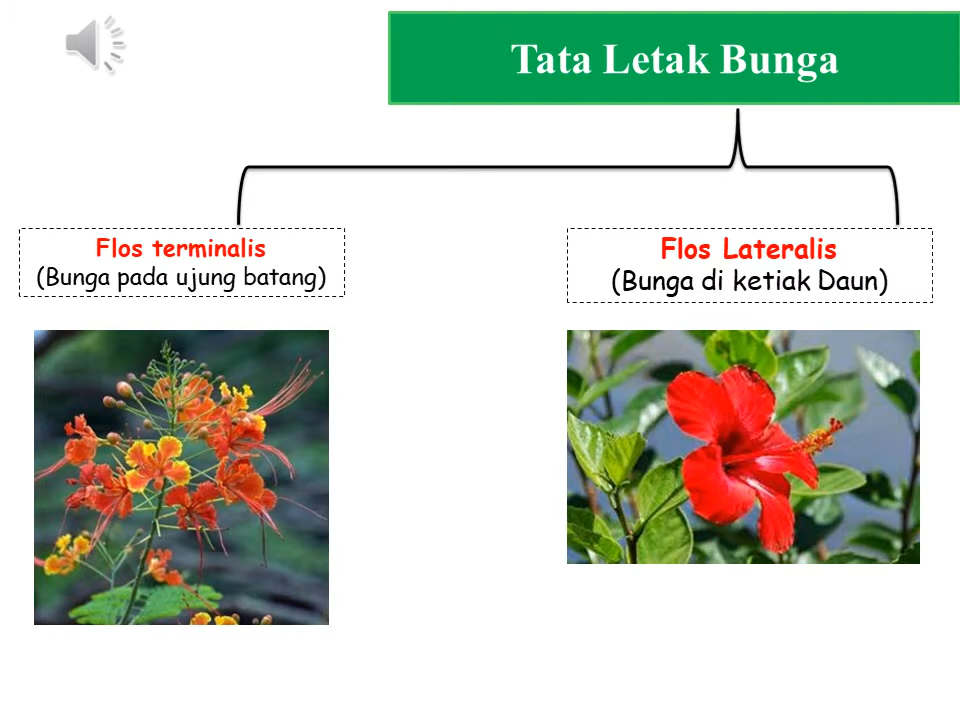 Tata Letak Bunga
Flos terminalis
(Bunga pada ujung batang)
Flos Lateralis
(Bunga di ketiak Daun)